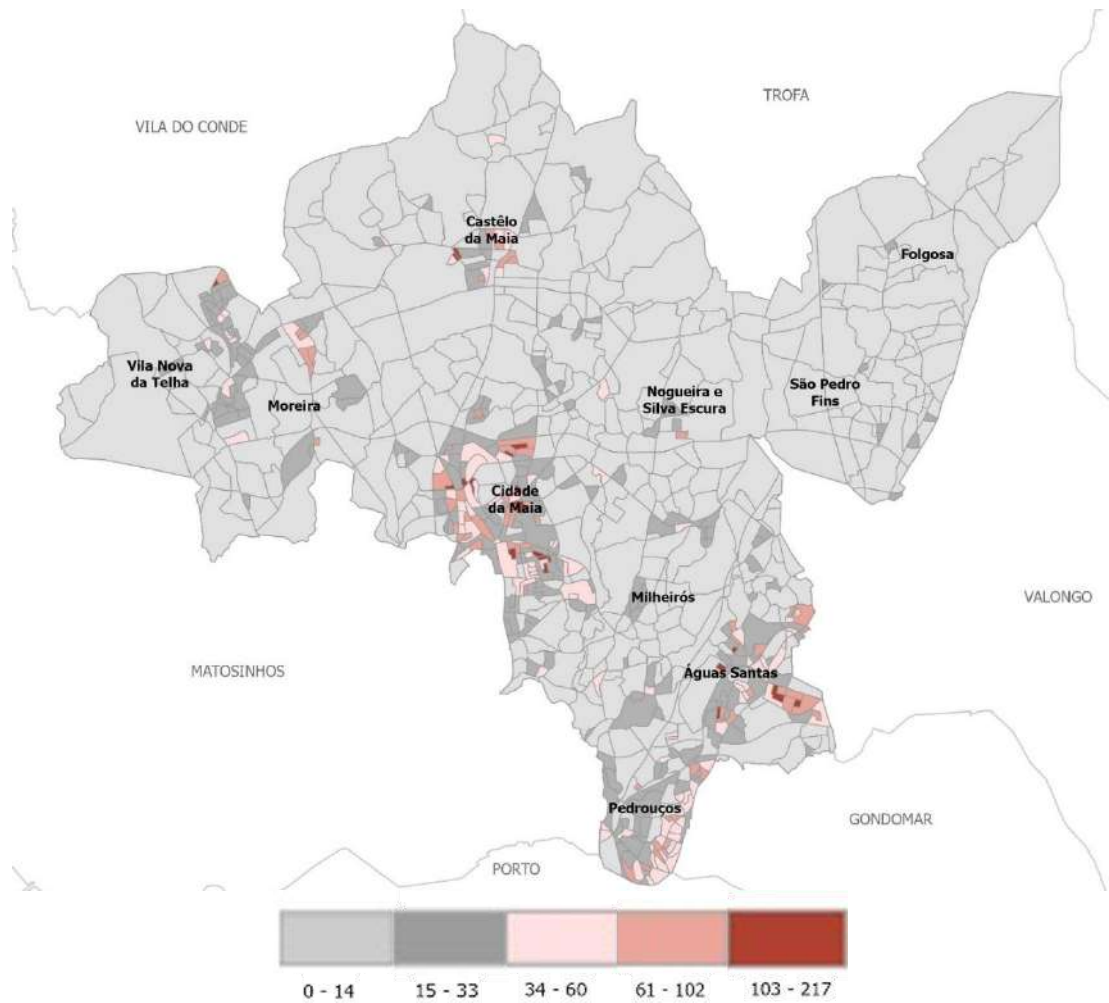 TROFA
VILA DO CONDE
Castêlo
da Maia
Folgosa
Vila Nova
da Telha
Moreira
Nogueira e
Silva Escura
São Pedro
Fins
Cidade
da Maia
Milheirós
VALONGO
MATOSINHOS
Águas Santas
Pedrouços
GONDOMAR
PORTO
0 - 14
15 - 33
34 - 60
61 - 102
103 - 217